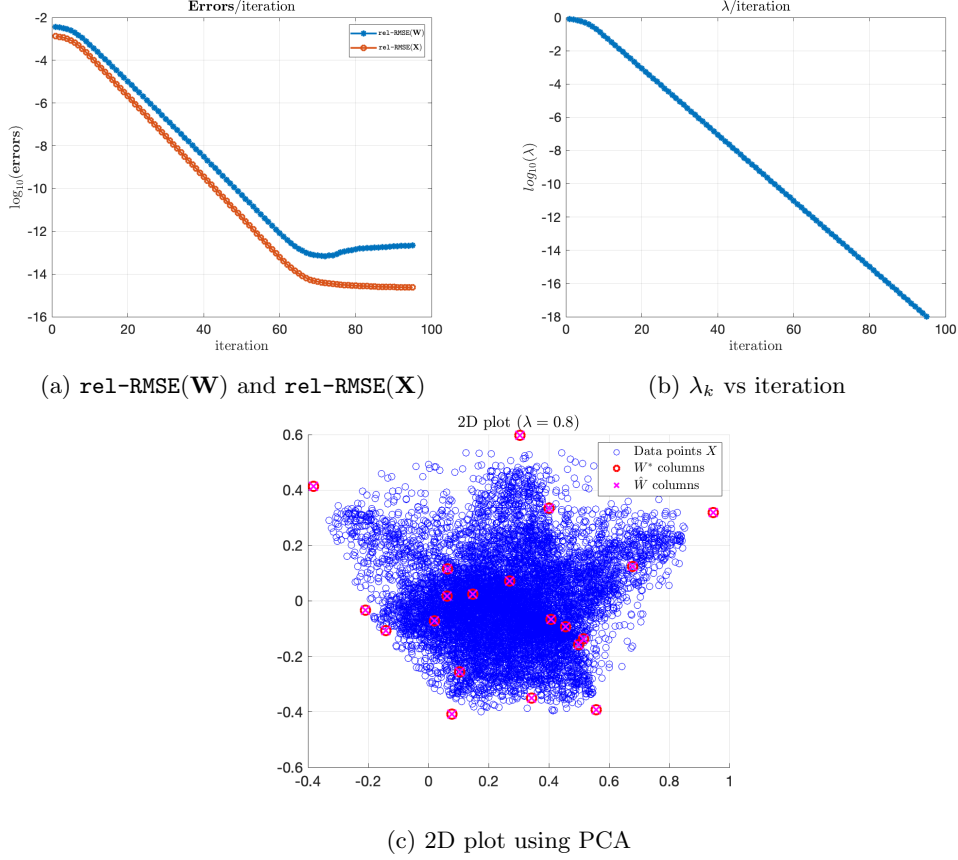 Errors/iteration
-2
-4
-6
-8
-10
-12
-14
-16
log10(errors)
rel-RMSE(W)
rel-RMSE(X)
0 20 40 60 80 100
iteration
(a) rel-RMSE(W) and rel-RMSE(X)
λ/iteration
0
-2
-4
-6
-8
-10
-12
-14
-16
-18
log10(λ)
0 20 40 60 80 100
iteration
(b) λk vs iteration
2D plot (λ = 0.8)
0.6
0.4
0.2
0
-0.2
-0.4
-0.6
Data points X
W* columns
Ŵ columns
-0.4 -0.2 0 0.2 0.4 0.6 0.8 1
(c) 2D plot using PCA